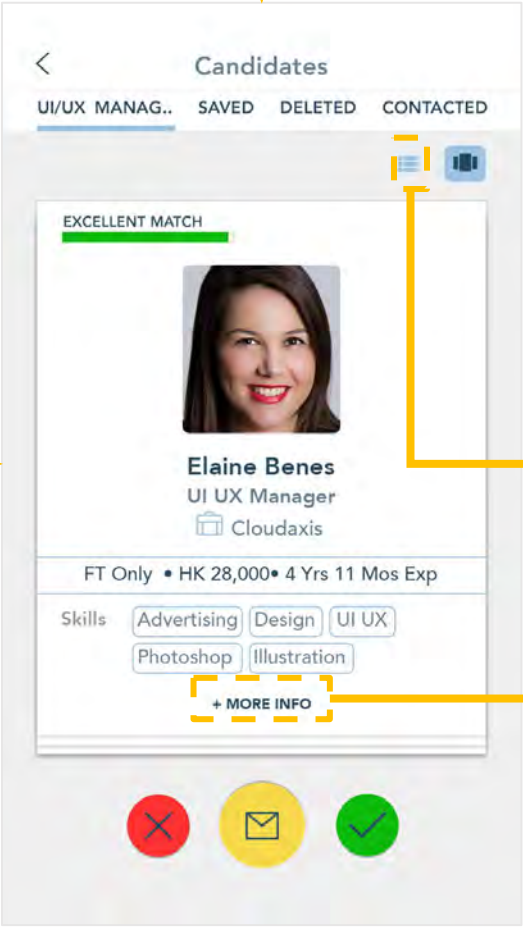 Candidates
UI/UX MANAG.. SAVED DELETED CONTACTED
EXCELLENT MATCH
Elaine Benes
UI UX Manager
Cloudaxis
FT Only • HK 28,000• 4 Yrs 11 Mos Exp
Skills Advertising Design UI UX
Photoshop Illustration
+ MORE INFO